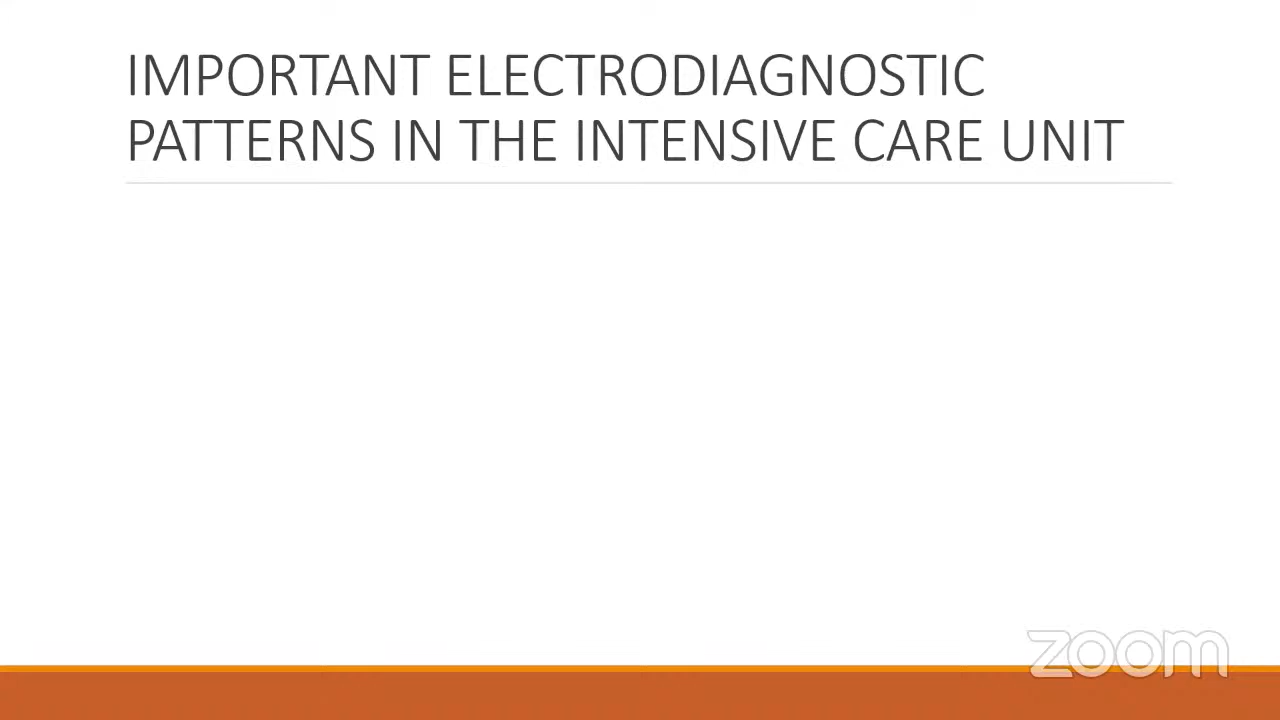 IMPORTANT ELECTRODIAGNOSTIC
PATTERNS IN THE INTENSIVE CARE UNIT
zoom